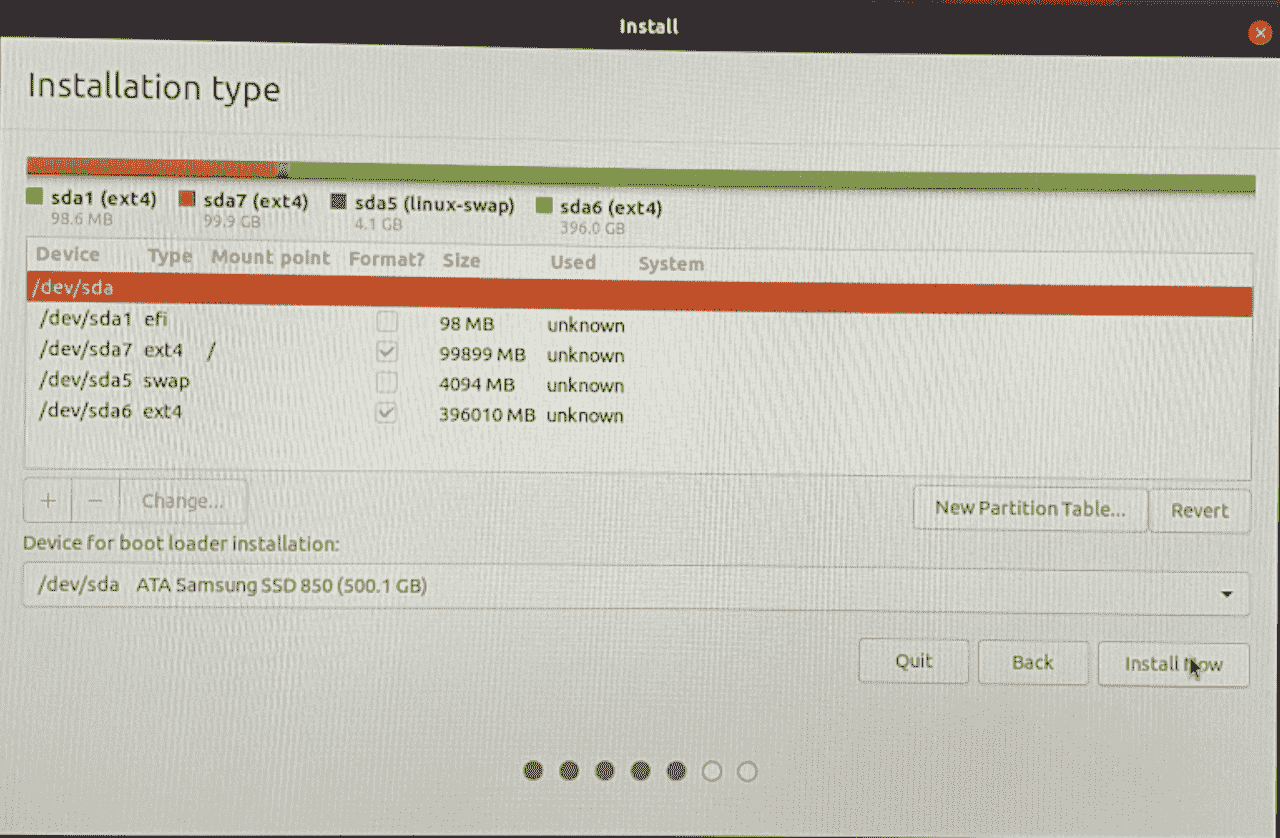 Install
Installation type
sda1 (ext4) sda7 (ext4) sda5 (linux-swap) sda6 (ext4)
98.6 MB 99.9 GB 4.1 GB 396.0 GB
Device Type Mount point Format? Size Used System
/dev/sda
/dev/sda1 efi 98 MB unknown
/dev/sda7 ext4 / 99899 MB unknown
/dev/sda5 swap 4094 MB unknown
/dev/sda6 ext4 396010 MB unknown
+ − Change... New Partition Table... Revert
Device for boot loader installation:
/dev/sda ATA Samsung SSD 850 (500.1 GB)
Quit Back Install Now